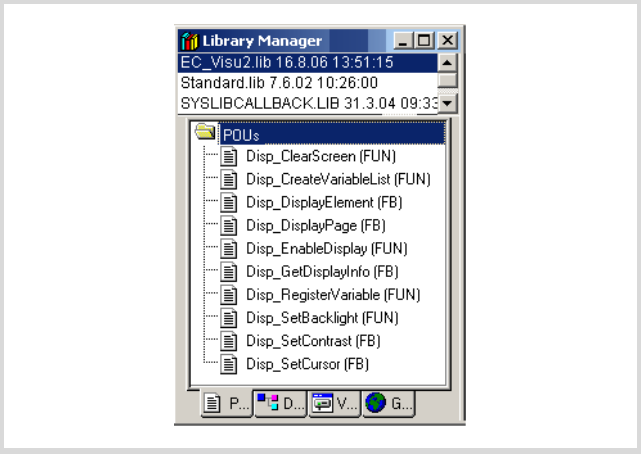 Library Manager
EC_Visu2.lib 16.8.06 13:51:15
Standard.lib 7.6.02 10:26:00
SYSLIBCALLBACK.LIB 31.3.04 09:33
POUs
Disp_ClearScreen (FUN)
Disp_CreateVariableList (FUN)
Disp_DisplayElement (FB)
Disp_DisplayPage (FB)
Disp_EnableDisplay (FUN)
Disp_GetDisplayInfo (FB)
Disp_RegisterVariable (FUN)
Disp_SetBacklight (FUN)
Disp_SetContrast (FB)
Disp_SetCursor (FB)
P... D... V... G...